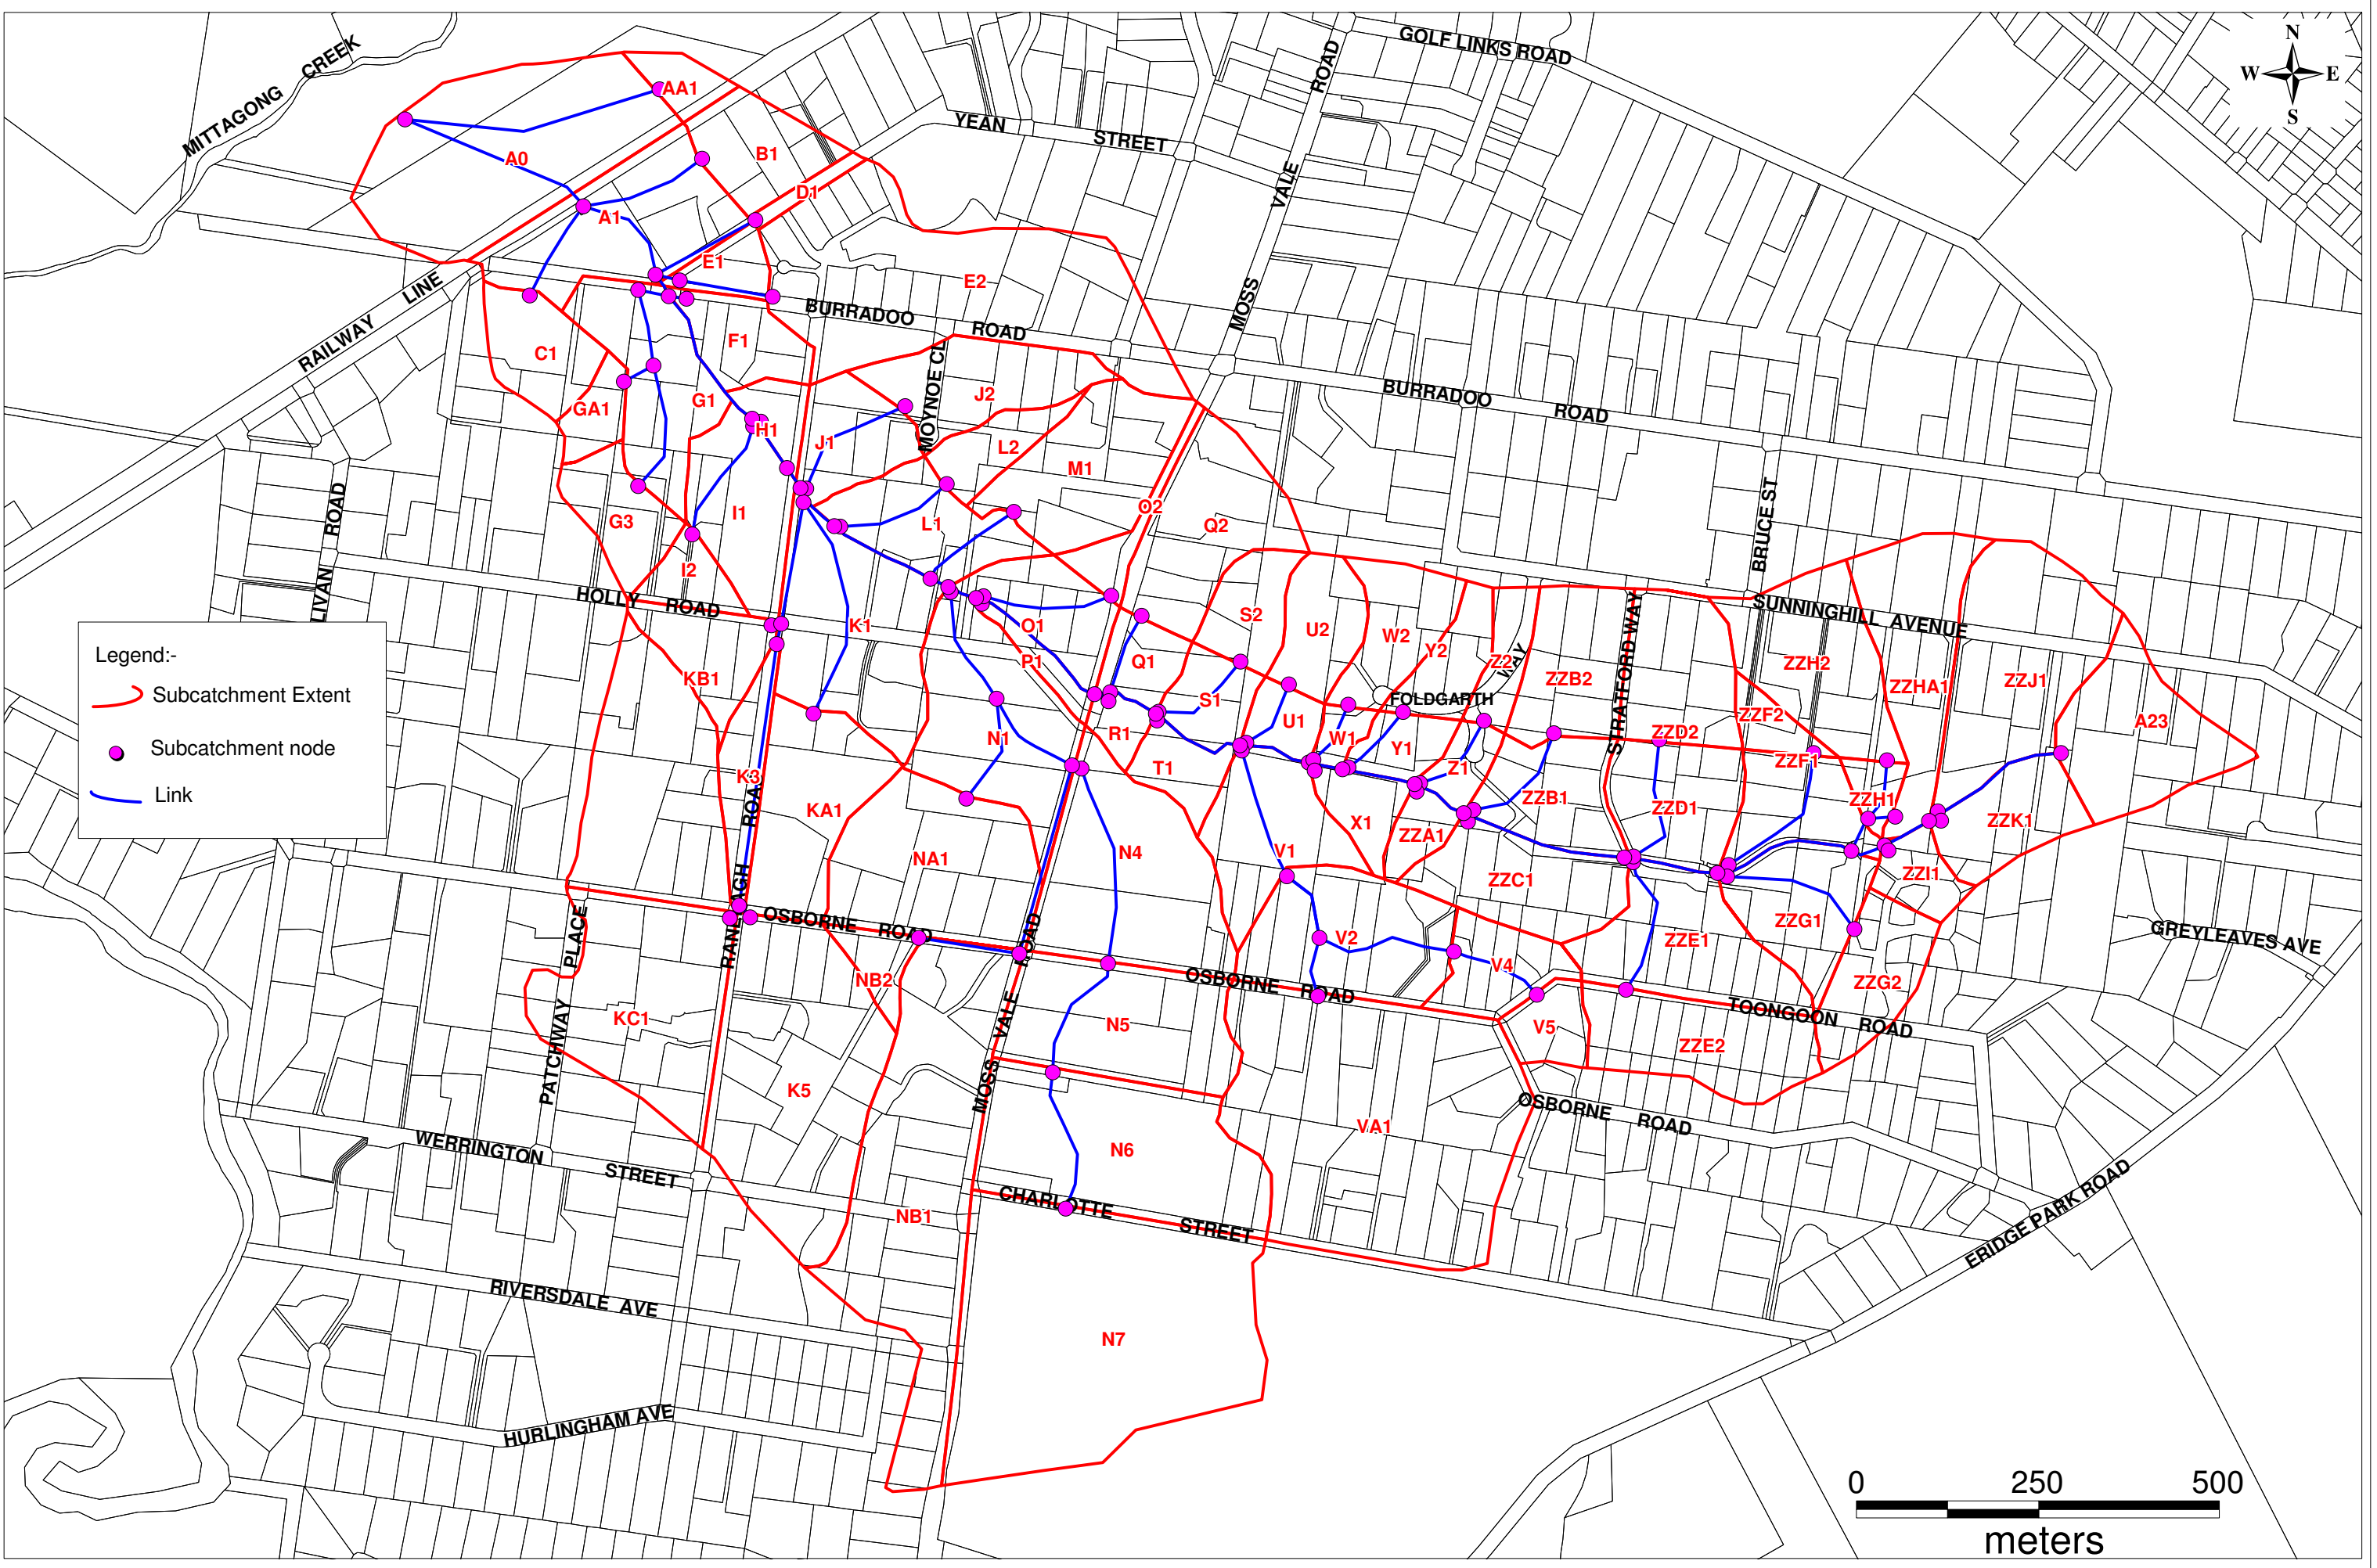 GOLF LINKS ROAD
N
W E
S
MITTAGONG CREEK
ROAD
AA1
YEAN STREET
A0
B1
VALE
D1
A1
E1
E2
MOSS
RAILWAY LINE
BURRADOO ROAD
F1
C1
MOYNOE CL
BURRADOO ROAD
J2
G1
GA1
H1
J1
L2
M1
BRUCE ST
ROAD
O2
I1
G3
L1
Q2
I2
LIVAN
HOLLY ROAD
SUNNINGHILL AVENUE
S2
K1
O1
U2
W2
STRATFORD WAY
Y2
WAY
Legend:-
Subcatchment Extent
Subcatchment node
Link
P1
Q1
Z2
ZZH2
KB1
ZZB2
ZZHA1
ZZJ1
S1
FOLDGARTH
ZZF2
A23
U1
R1
N1
W1
Y1
ZZD2
ZZF1
K3
T1
Z1
ROAD
ZZB1
ZZH1
KA1
ZZD1
X1
ZZA1
ZZK1
N4
V1
NA1
ZZI1
ZZC1
RANELAGH
OSBORNE ROAD
ZZG1
PLACE
ROAD
V2
ZZE1
GREYLEAVES AVE
V4
NB2
OSBORNE ROAD
ZZG2
KC1
N5
V5
TOONGOON ROAD
MOSS VALE
ZZE2
PATCHWAY
K5
OSBORNE ROAD
VA1
WERRINGTON STREET
N6
CHARLOTTE STREET
NB1
ERIDGE PARK ROAD
RIVERSDALE AVE
N7
HURLINGHAM AVE
0 250 500
meters